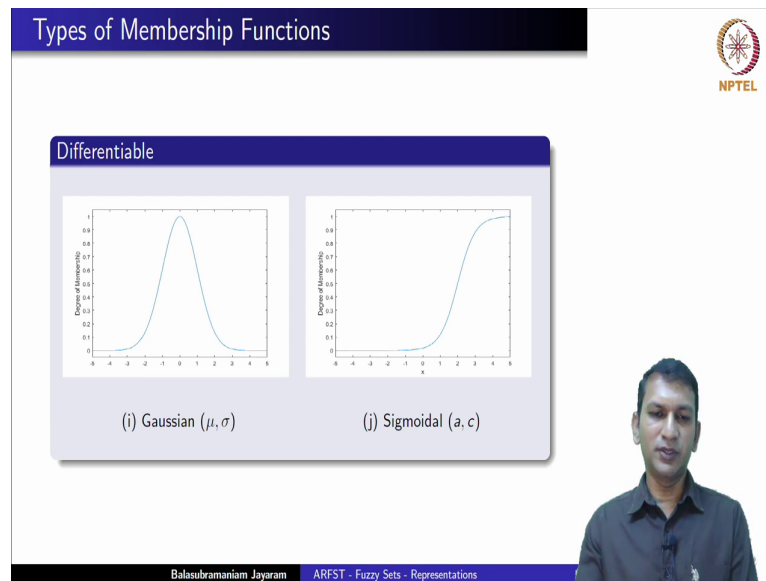 Types of Membership Functions
NPTEL
Differentiable
Degree of Membership
1
0.9
0.8
0.7
0.6
0.5
0.4
0.3
0.2
0.1
0
-5 -4 -3 -2 -1 0 1 2 3 4 5
(i) Gaussian (μ, σ)
Degree of Membership
1
0.9
0.8
0.7
0.6
0.5
0.4
0.3
0.2
0.1
0
-5 -4 -3 -2 -1 0 1 2 3 4 5
x
(j) Sigmoidal (a, c)
Balasubramaniam Jayaram ARFST - Fuzzy Sets - Representations